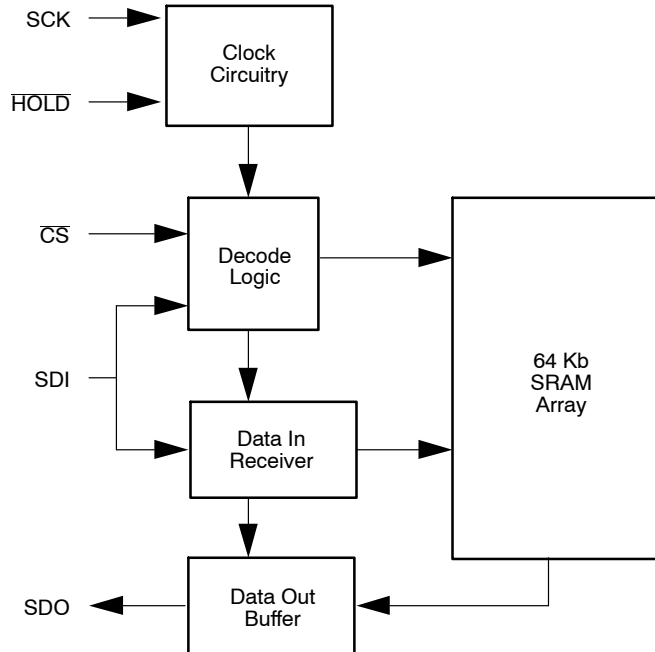 SCK
Clock
Circuitry
HOLD
CS
Decode
Logic
SDI
64 Kb
SRAM
Array
Data In
Receiver
SDO
Data Out
Buffer